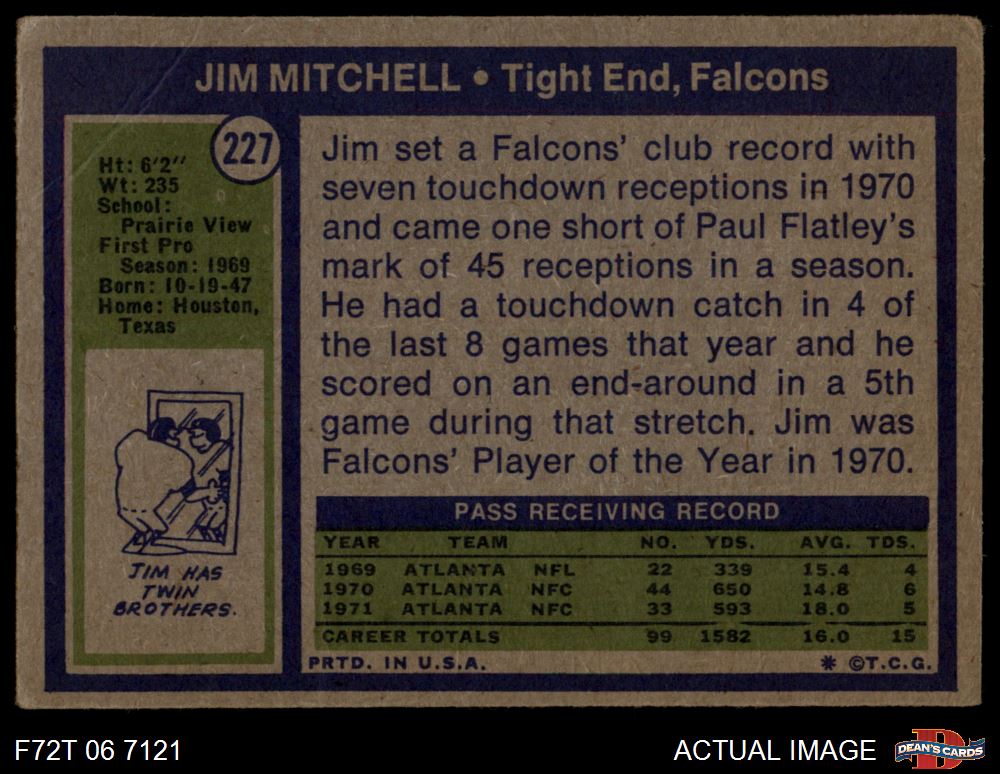 JIM MITCHELL • Tight End, Falcons
227
Ht: 6'2"
Wt: 235
School:
Prairie View
First Pro
Season: 1969
Born: 10-19-47
Home: Houston,
Texas
JIM HAS
TWIN
BROTHERS.
Jim set a Falcons' club record with
seven touchdown receptions in 1970
and came one short of Paul Flatley's
mark of 45 receptions in a season.
He had a touchdown catch in 4 of
the last 8 games that year and he
scored on an end-around in a 5th
game during that stretch. Jim was
Falcons' Player of the Year in 1970.
PASS RECEIVING RECORD
YEAR TEAM NO. YDS. AVG. TDS.
1969 ATLANTA NFL 22 339 15.4 4
1970 ATLANTA NFC 44 650 14.8 6
1971 ATLANTA NFC 33 593 18.0 5
CAREER TOTALS 99 1582 16.0 15
PRTD. IN U.S.A. * ©T.C.G.
F72T 06 7121
ACTUAL IMAGE
D
DEAN'S CARDS